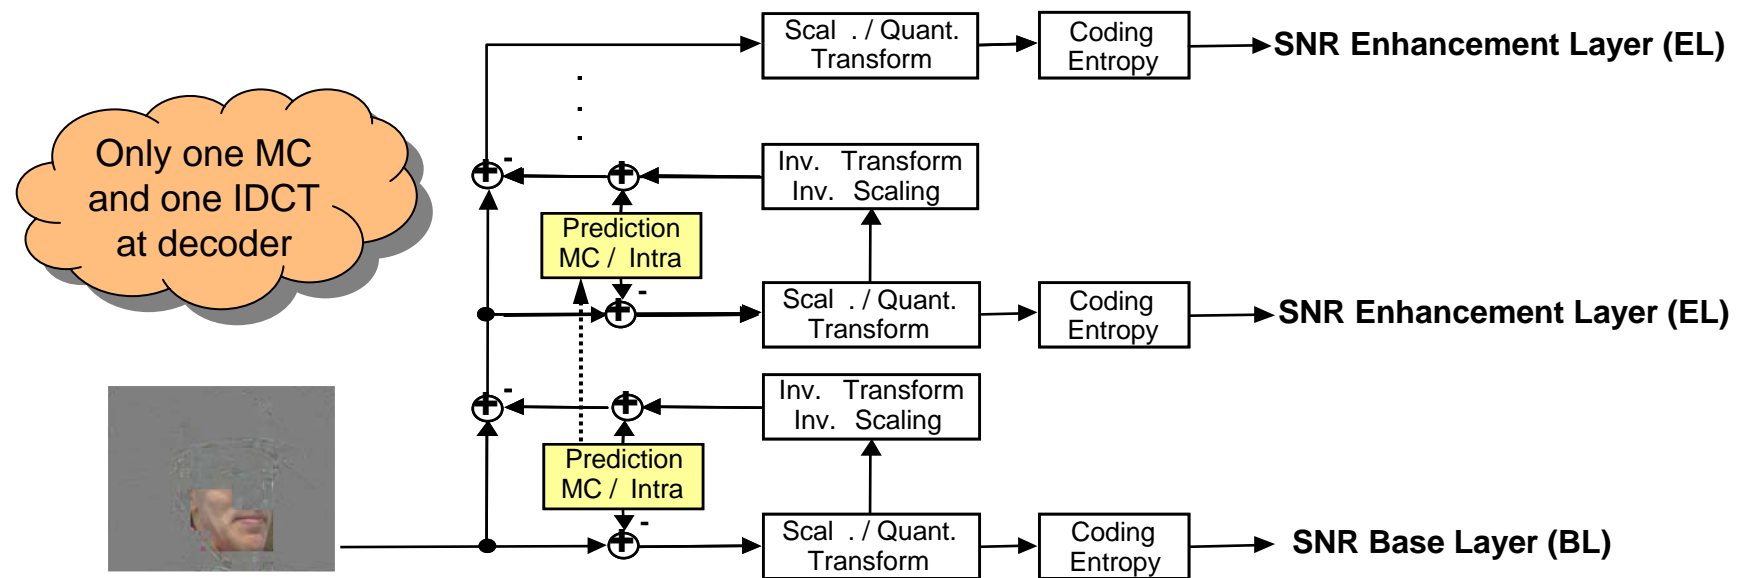 Scal . / Quant.
Transform
Coding
Entropy
SNR Enhancement Layer (EL)
.
.
.
Only one MC
and one IDCT
at decoder
-
+
+
Inv. Transform
Inv. Scaling
Prediction
MC / Intra
-
+
Scal . / Quant.
Transform
Coding
Entropy
SNR Enhancement Layer (EL)
-
+
+
Inv. Transform
Inv. Scaling
Prediction
MC / Intra
-
+
Scal . / Quant.
Transform
Coding
Entropy
SNR Base Layer (BL)